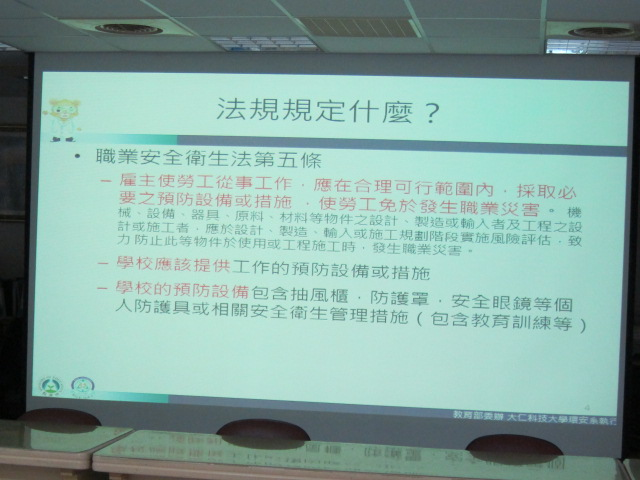 法規規定什麼？
• 職業安全衛生法第五條
– 雇主使勞工從事工作，應在合理可行範圍內，採取必
要之預防設備或措施，使勞工免於發生職業災害。機
械、設備、器具、原料、材料等物件之設計、製造或輸入者及工程之設
計或施工者，應於設計、製造、輸入或施工規劃階段實施風險評估，致
力防止此等物件於使用或工程施工時，發生職業災害。
– 學校應該提供工作的預防設備或措施
– 學校的預防設備包含抽風櫃，防護罩，安全眼鏡等個
人防護具或相關安全衛生管理措施（包含教育訓練等）
4
教育部委辦 大仁科技大學環安系執行